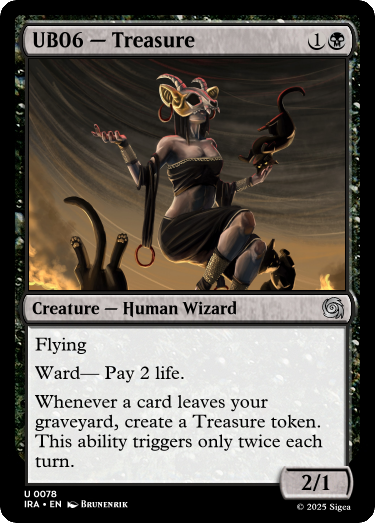 UB06 — Treasure
1
Creature — Human Wizard
Flying
Ward— Pay 2 life.
Whenever a card leaves your
graveyard, create a Treasure token.
This ability triggers only twice each
turn.
2/1
U 0078
IRA • EN Brunenrik
© 2025 Sigea